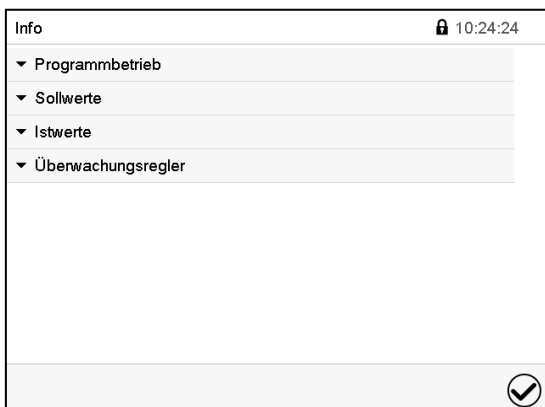 Info 10:24:24
Programmbetrieb
Sollwerte
Istwerte
Überwachungsregler